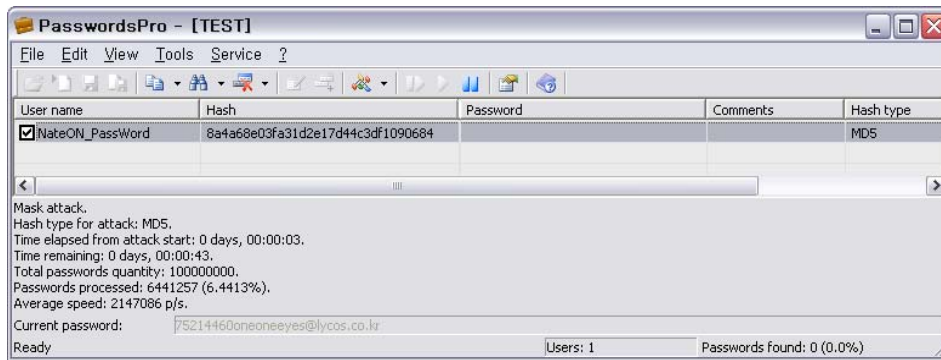 PasswordsPro - [TEST]
File Edit View Tools Service ?
User name Hash Password Comments Hash type
NateON_PassWord 8a4a68e03fa31d2e17d44c3df1090684 MD5
Mask attack.
Hash type for attack: MD5.
Time elapsed from attack start: 0 days, 00:00:03.
Time remaining: 0 days, 00:00:43.
Total passwords quantity: 100000000.
Passwords processed: 6441257 (6.4413%).
Average speed: 2147086 p/s.
Current password: 75214460oneoneeyes@lycos.co.kr
Ready Users: 1 Passwords found: 0 (0.0%)